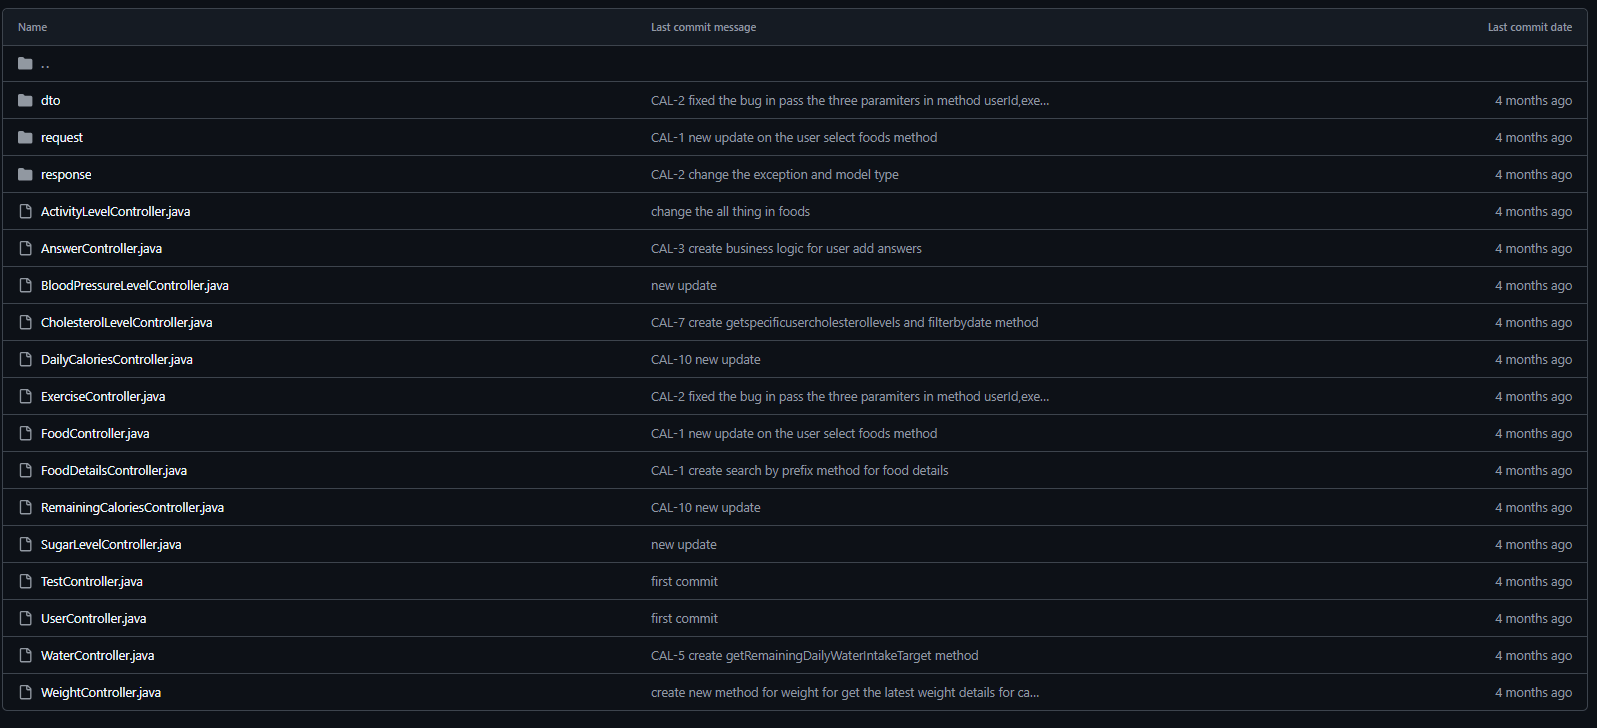 Name Last commit message Last commit date
..
dto CAL-2 fixed the bug in pass the three paramiters in method userId,exe... 4 months ago
request CAL-1 new update on the user select foods method 4 months ago
response CAL-2 change the exception and model type 4 months ago
ActivityLevelController.java change the all thing in foods 4 months ago
AnswerController.java CAL-3 create business logic for user add answers 4 months ago
BloodPressureLevelController.java new update 4 months ago
CholesterolLevelController.java CAL-7 create getspecificusercholesterollevels and filterbydate method 4 months ago
DailyCaloriesController.java CAL-10 new update 4 months ago
ExerciseController.java CAL-2 fixed the bug in pass the three paramiters in method userId,exe... 4 months ago
FoodController.java CAL-1 new update on the user select foods method 4 months ago
FoodDetailsController.java CAL-1 create search by prefix method for food details 4 months ago
RemainingCaloriesController.java CAL-10 new update 4 months ago
SugarLevelController.java new update 4 months ago
TestController.java first commit 4 months ago
UserController.java first commit 4 months ago
WaterController.java CAL-5 create getRemainingDailyWaterIntakeTarget method 4 months ago
WeightController.java create new method for weight for get the latest weight details for ca... 4 months ago